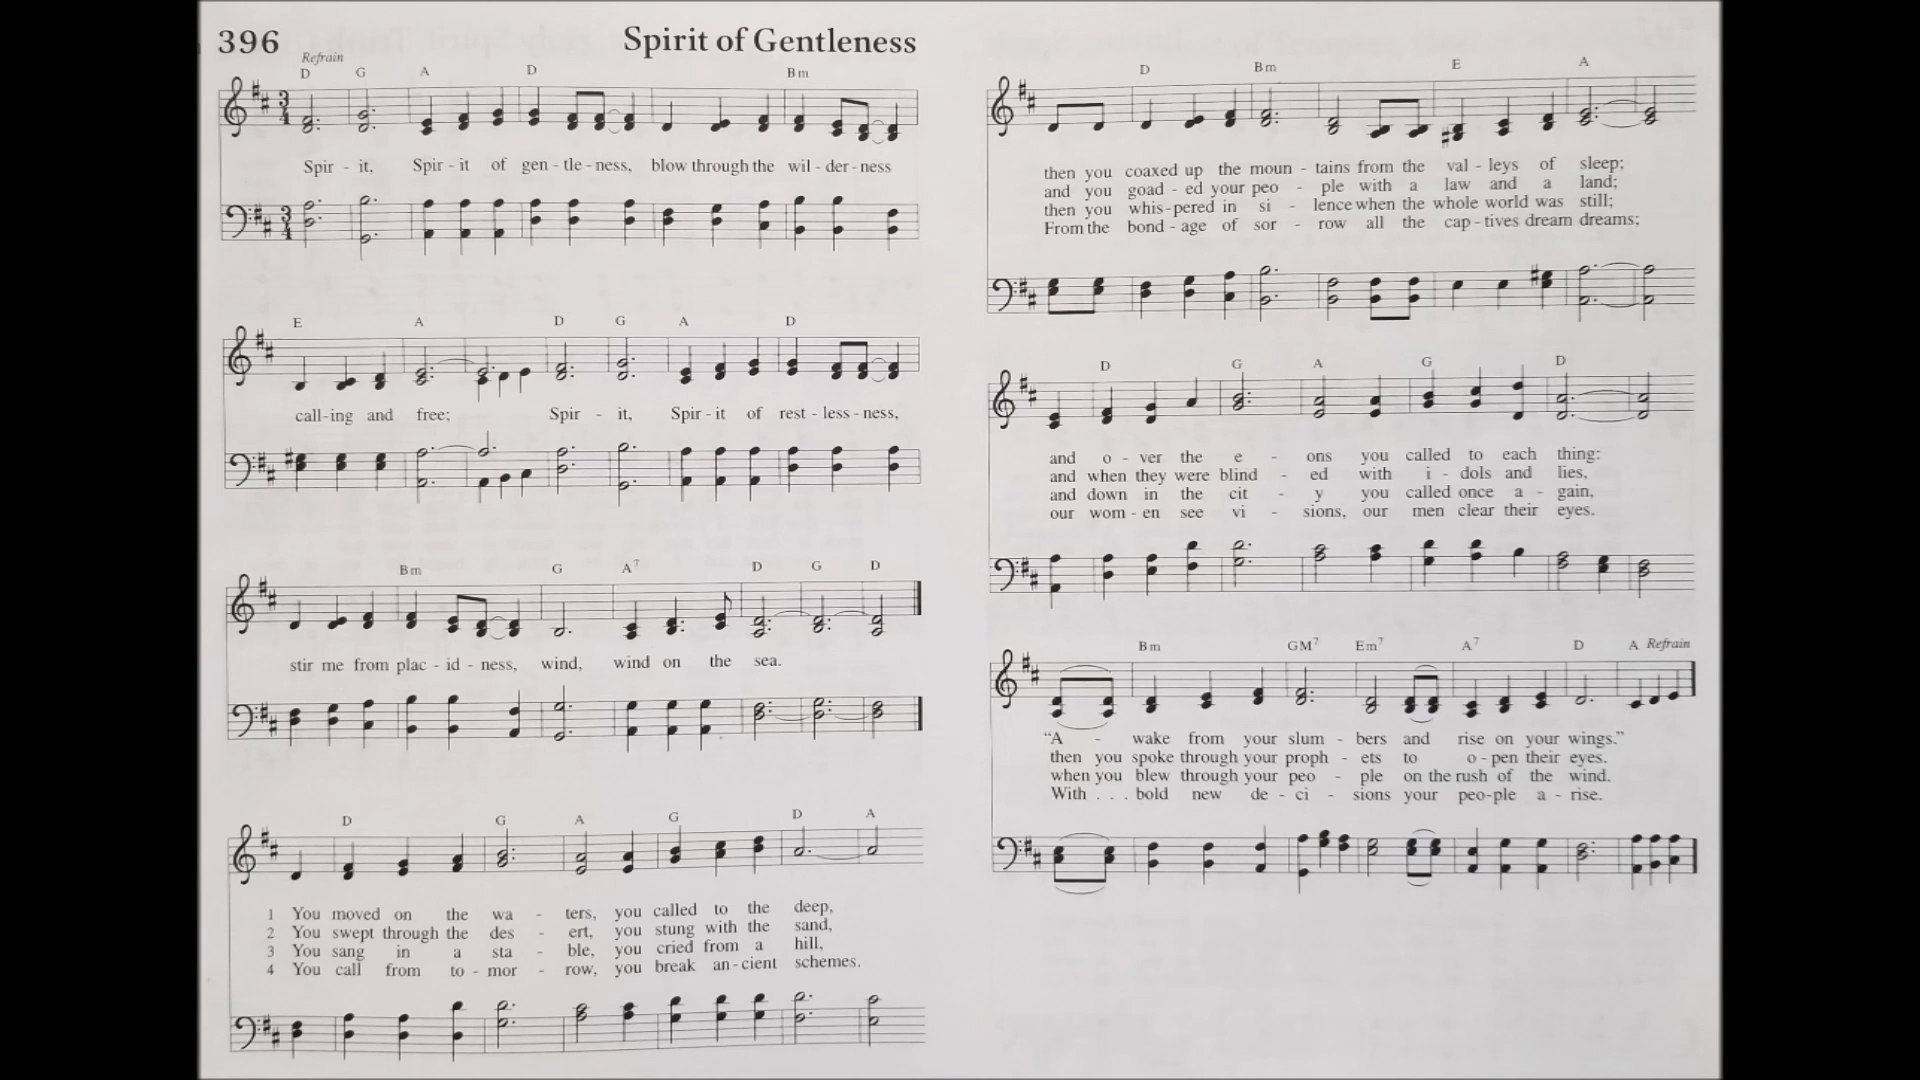 396
Spirit of Gentleness
Refrain
D G A D Bm
Spir - it, Spir - it of gen - tle - ness, blow through the wil - der - ness
E A D G A D
call - ing and free; Spir - it, Spir - it of rest - less - ness,
Bm G A7 D G D
stir me from plac - id - ness, wind, wind on the sea.
D G A G D A
1 You moved on the wa - ters, you called to the deep,
2 You swept through the des - ert, you stung with the sand,
3 You sang in a sta - ble, you cried from a hill,
4 You call from to - mor - row, you break an - cient schemes.
D Bm E A
then you coaxed up the moun - tains from the val - leys of sleep;
and you goad - ed your peo - ple with a law and a land;
then you whis - pered in si - lence when the whole world was still;
From the bond - age of sor - row all the cap - tives dream dreams;
D G A G D
and o - ver the e - ons you called to each thing:
and when they were blind - ed with i - dols and lies,
and down in the cit - y you called once a - gain,
our wom - en see vi - sions, our men clear their eyes.
Bm GM7 Em7 A7 D A Refrain
“A - wake from your slum - bers and rise on your wings.”
then you spoke through your proph - ets to o - pen their eyes.
when you blew through your peo - ple on the rush of the wind.
With . . . bold new de - ci - sions your peo - ple a - rise.